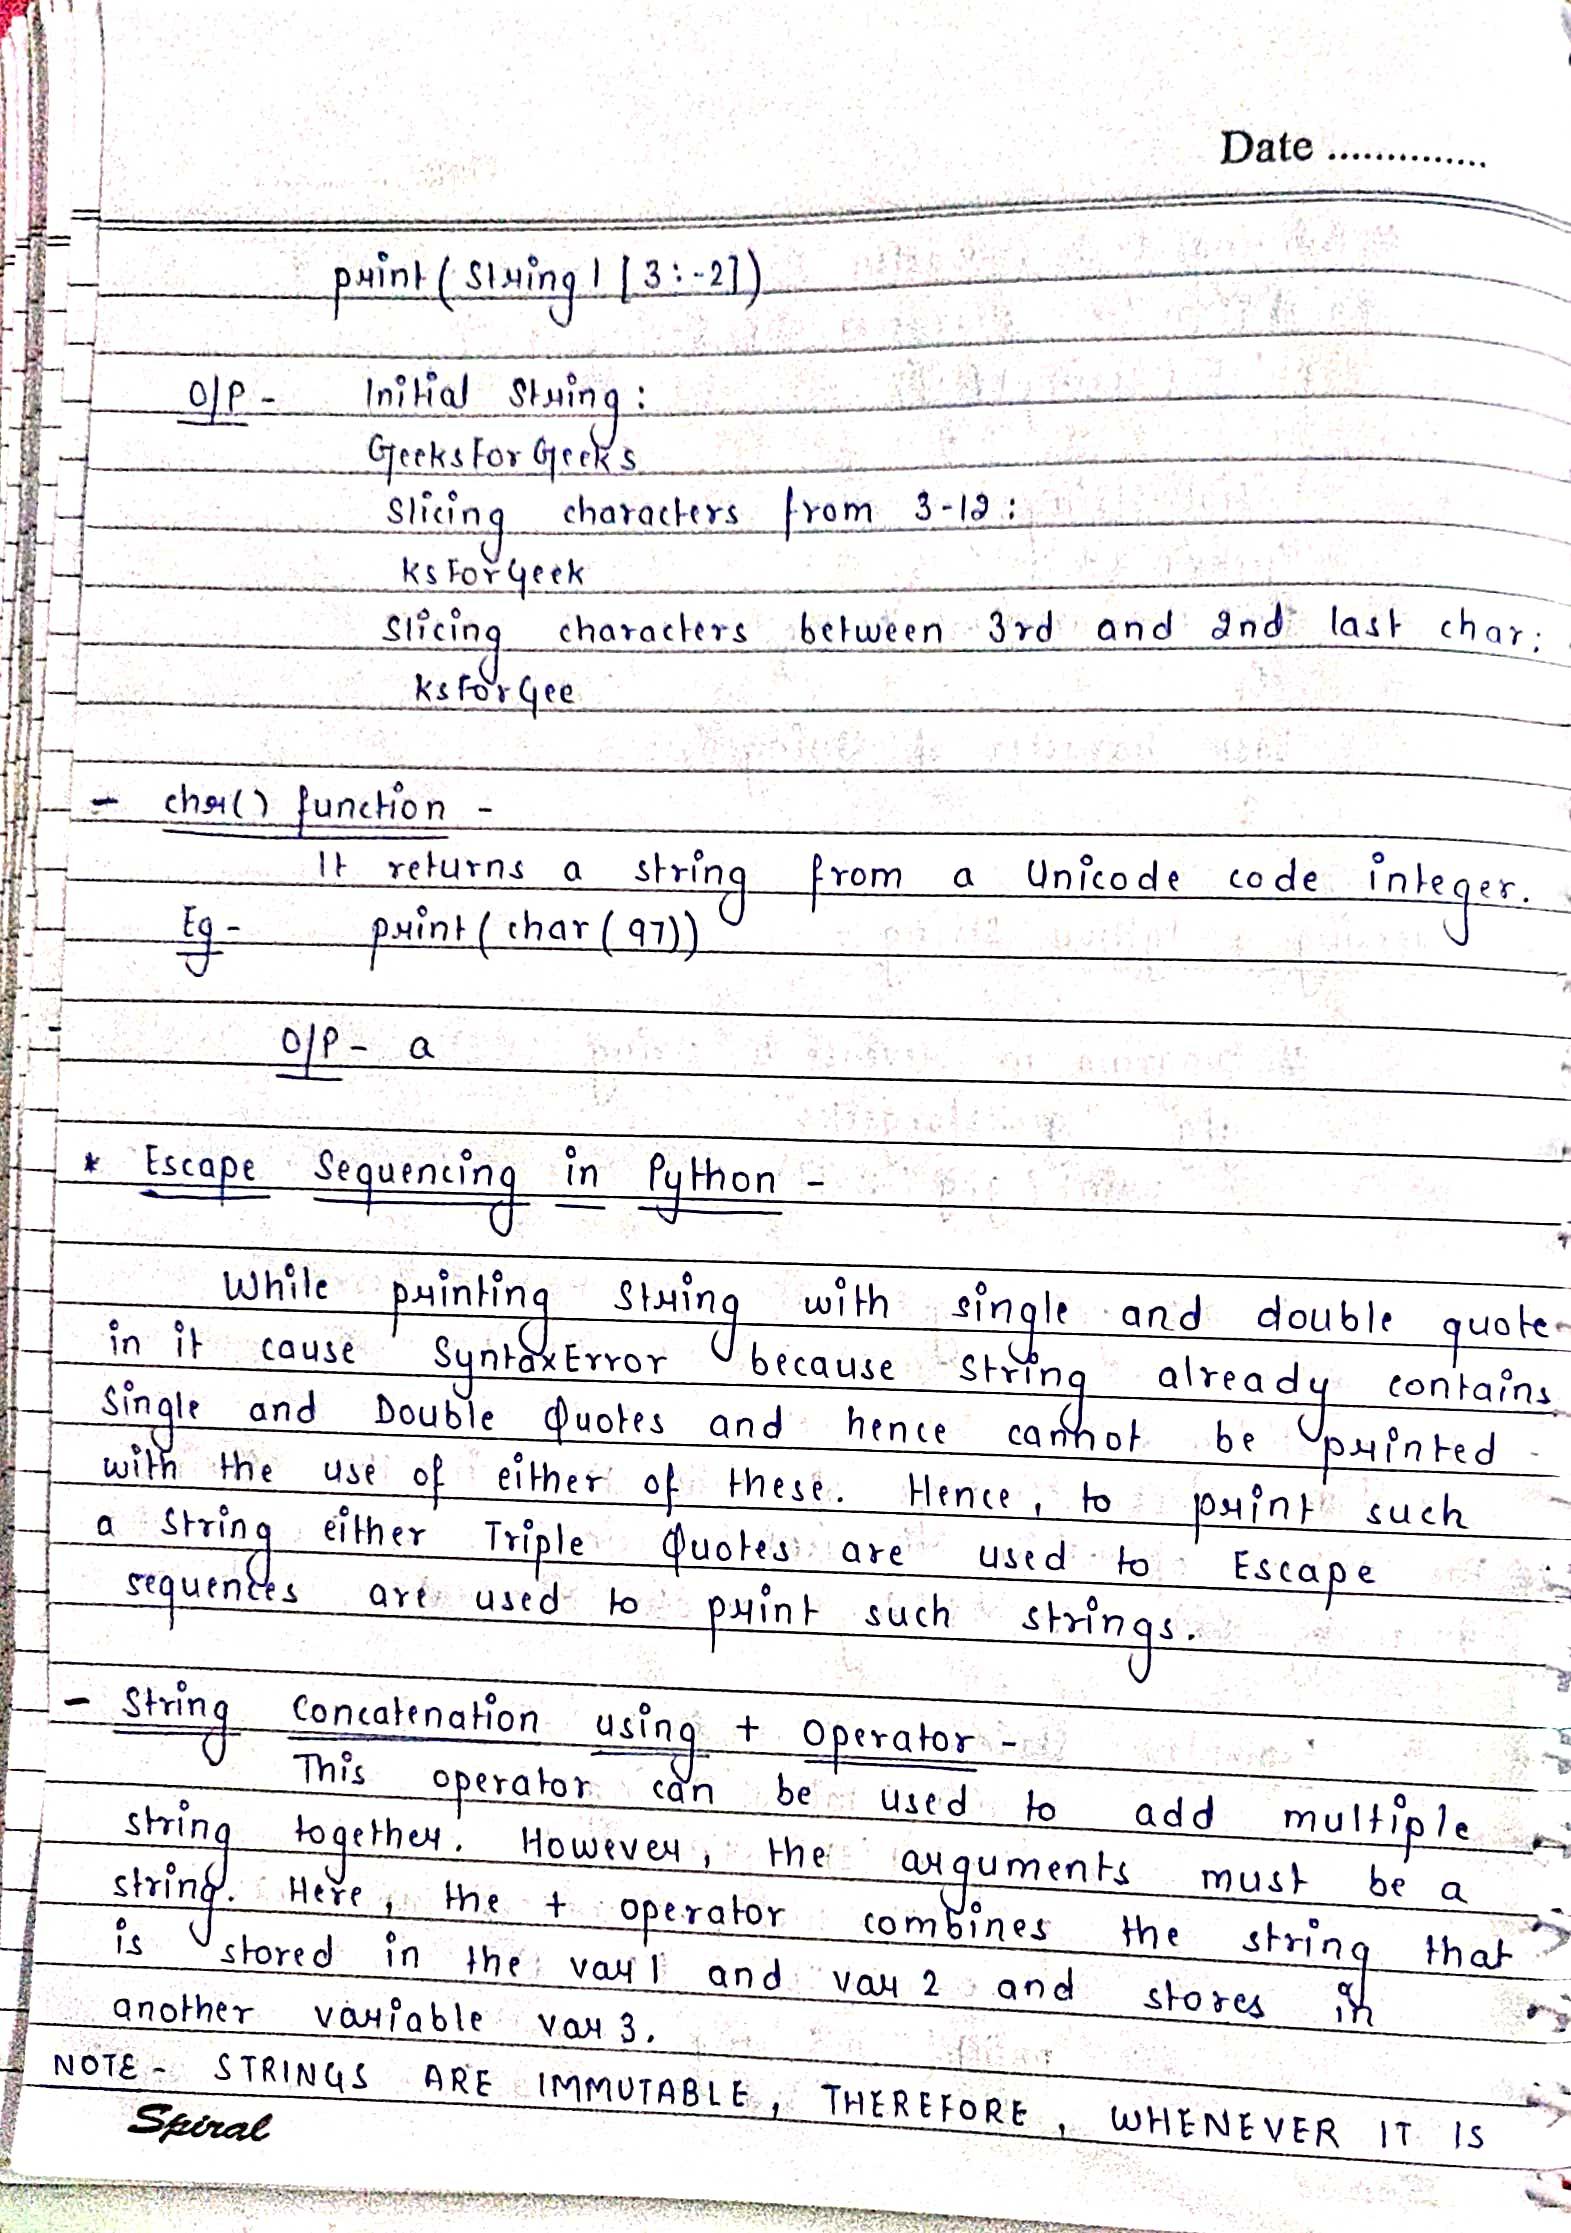 Date ..............
print( String1 [3:-2])
O/P - Initial String :
GeeksForGeeks
Slicing characters from 3-12 :
ksForGeek
Slicing characters between 3rd and 2nd last char:
ksForGee
- chr() function -
It returns a string from a Unicode code integer.
Eg - print( char( 97))
O/P - a
* Escape Sequencing in Python -
While printing String with single and double quote
in it cause SyntaxError because string already contains
Single and Double Quotes and hence cannot be printed
with the use of either of these. Hence, to print such
a string either Triple Quotes are used to Escape
sequences are used to print such strings.
- String Concatenation using + operator -
This operator can be used to add multiple
string together. However, the arguments must be a
string. Here, the + operator combines the string that
is stored in the var1 and var 2 and stores in
another variable var 3.
NOTE - STRINGS ARE IMMUTABLE, THEREFORE, WHENEVER IT IS
Spiral